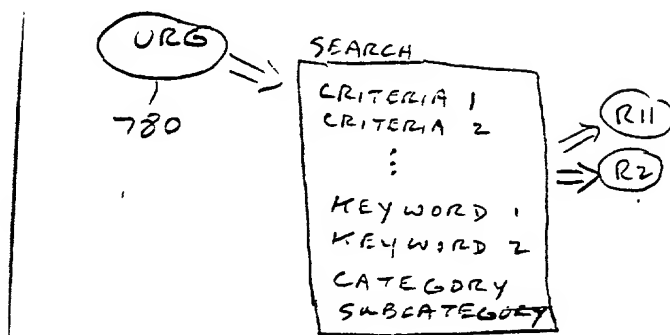 URG
780
SEARCH
CRITERIA 1
CRITERIA 2
⋮
KEYWORD 1
KEYWORD 2
CATEGORY
SUBCATEGORY
R11
R2